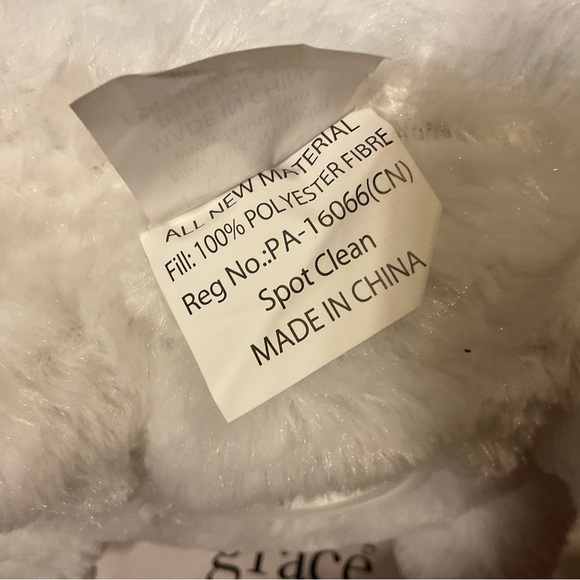 ALL NEW MATERIAL
Fill: 100% POLYESTER FIBRE
Reg No.:PA-16066(CN)
Spot Clean
MADE IN CHINA
grace